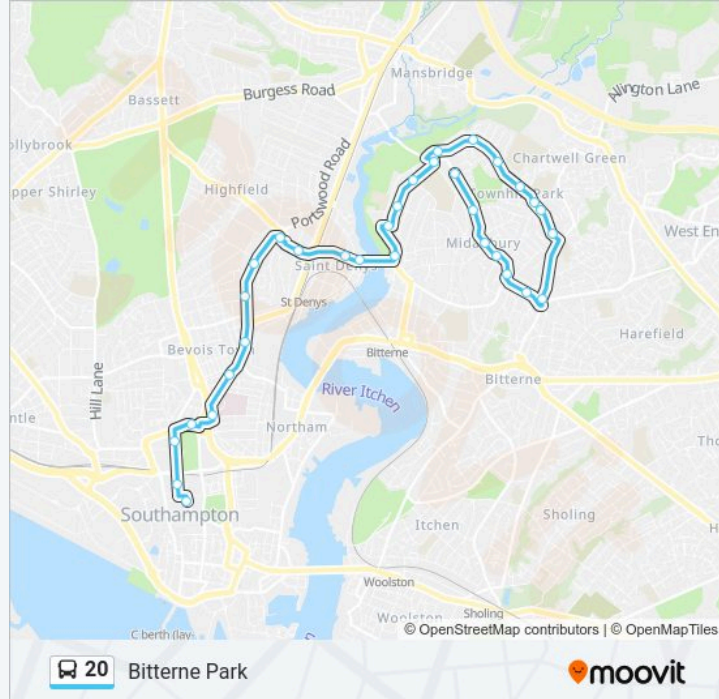 Mansbridge
Allington Lane
Burgess Road
Bassett
ollybrook
Portswood Road
Chartwell Green
pper Shirley
Highfield
Townhill Park
West En
Midanbury
Saint Denys
St Denys
Harefield
Bevois Town
Bitterne
Bitterne
Hill Lane
River Itchen
ntle
Northam
Tho
Southampton
Itchen
Sholing
H
Woolston
Woolston
Sholing
© OpenStreetMap contributors | © OpenMapTiles
C berth (lay-
20
Bitterne Park
moovit